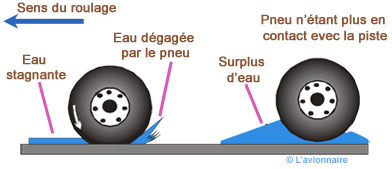 Sens du roulage
Eau dégagée
par le pneu
Eau
stagnante
Pneu n'étant plus en
contact evec la piste
Surplus
d'eau
© L'avionnaire